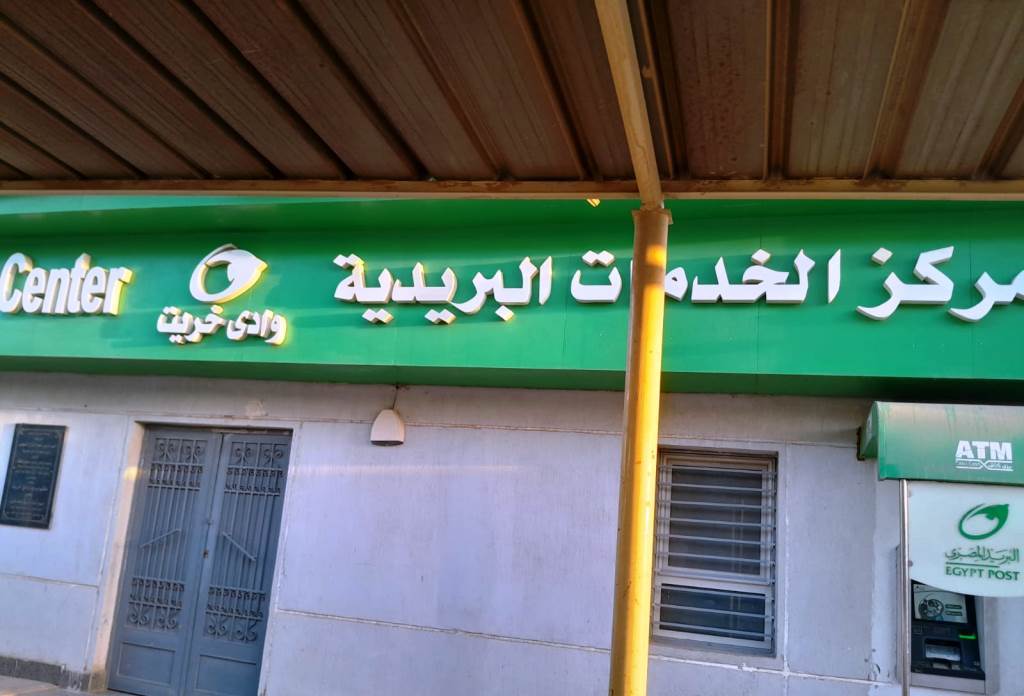 مركز الخدمات البريدية
وادى خريت
Center
ATM
البريد المصرى
EGYPT POST